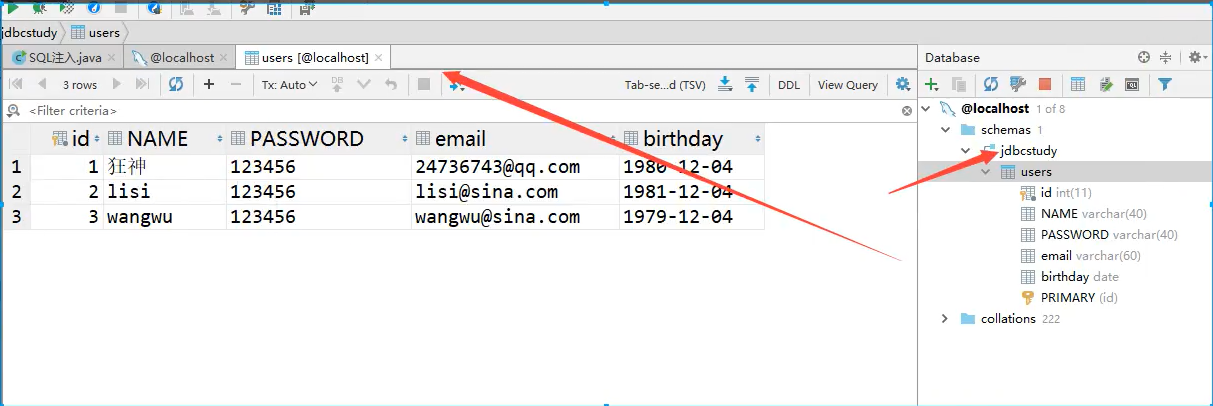 jdbcstudy users
SQL注入.java @localhost users [@localhost]
3 rows Tx: Auto DB Tab-se...d (TSV) DDL View Query
<Filter criteria>
id NAME PASSWORD email birthday
1 1 狂神 123456 24736743@qq.com 1980-12-04
2 2 lisi 123456 lisi@sina.com 1981-12-04
3 3 wangwu 123456 wangwu@sina.com 1979-12-04
Database
@localhost 1 of 8
schemas 1
jdbcstudy
users
id int(11)
NAME varchar(40)
PASSWORD varchar(40)
email varchar(60)
birthday date
PRIMARY (id)
collations 222